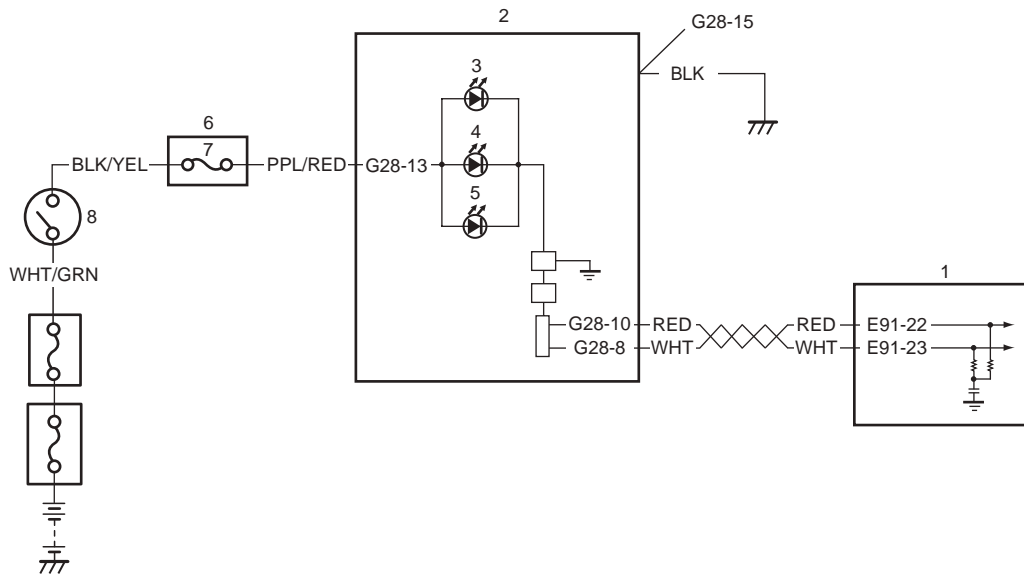 2
G28-15
BLK
3
4
5
6
7
BLK/YEL
PPL/RED
G28-13
8
WHT/GRN
1
G28-10
RED
RED
E91-22
G28-8
WHT
WHT
E91-23